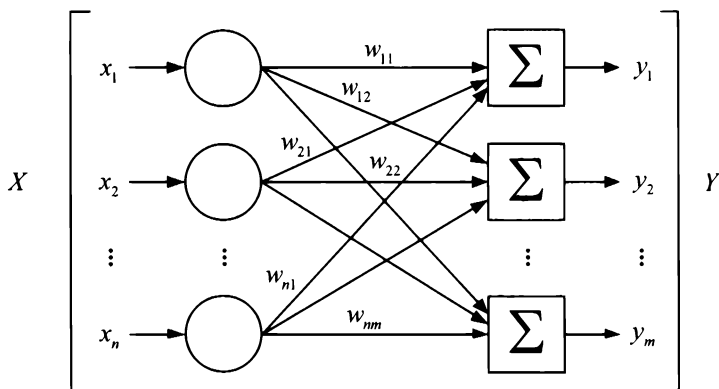 x₁ w₁₁ Σ y₁
w₁₂
w₂₁
X x₂ w₂₂ Σ y₂ Y
⋮ ⋮ ⋮ ⋮
wₙ₁
xₙ wₙₘ Σ yₘ